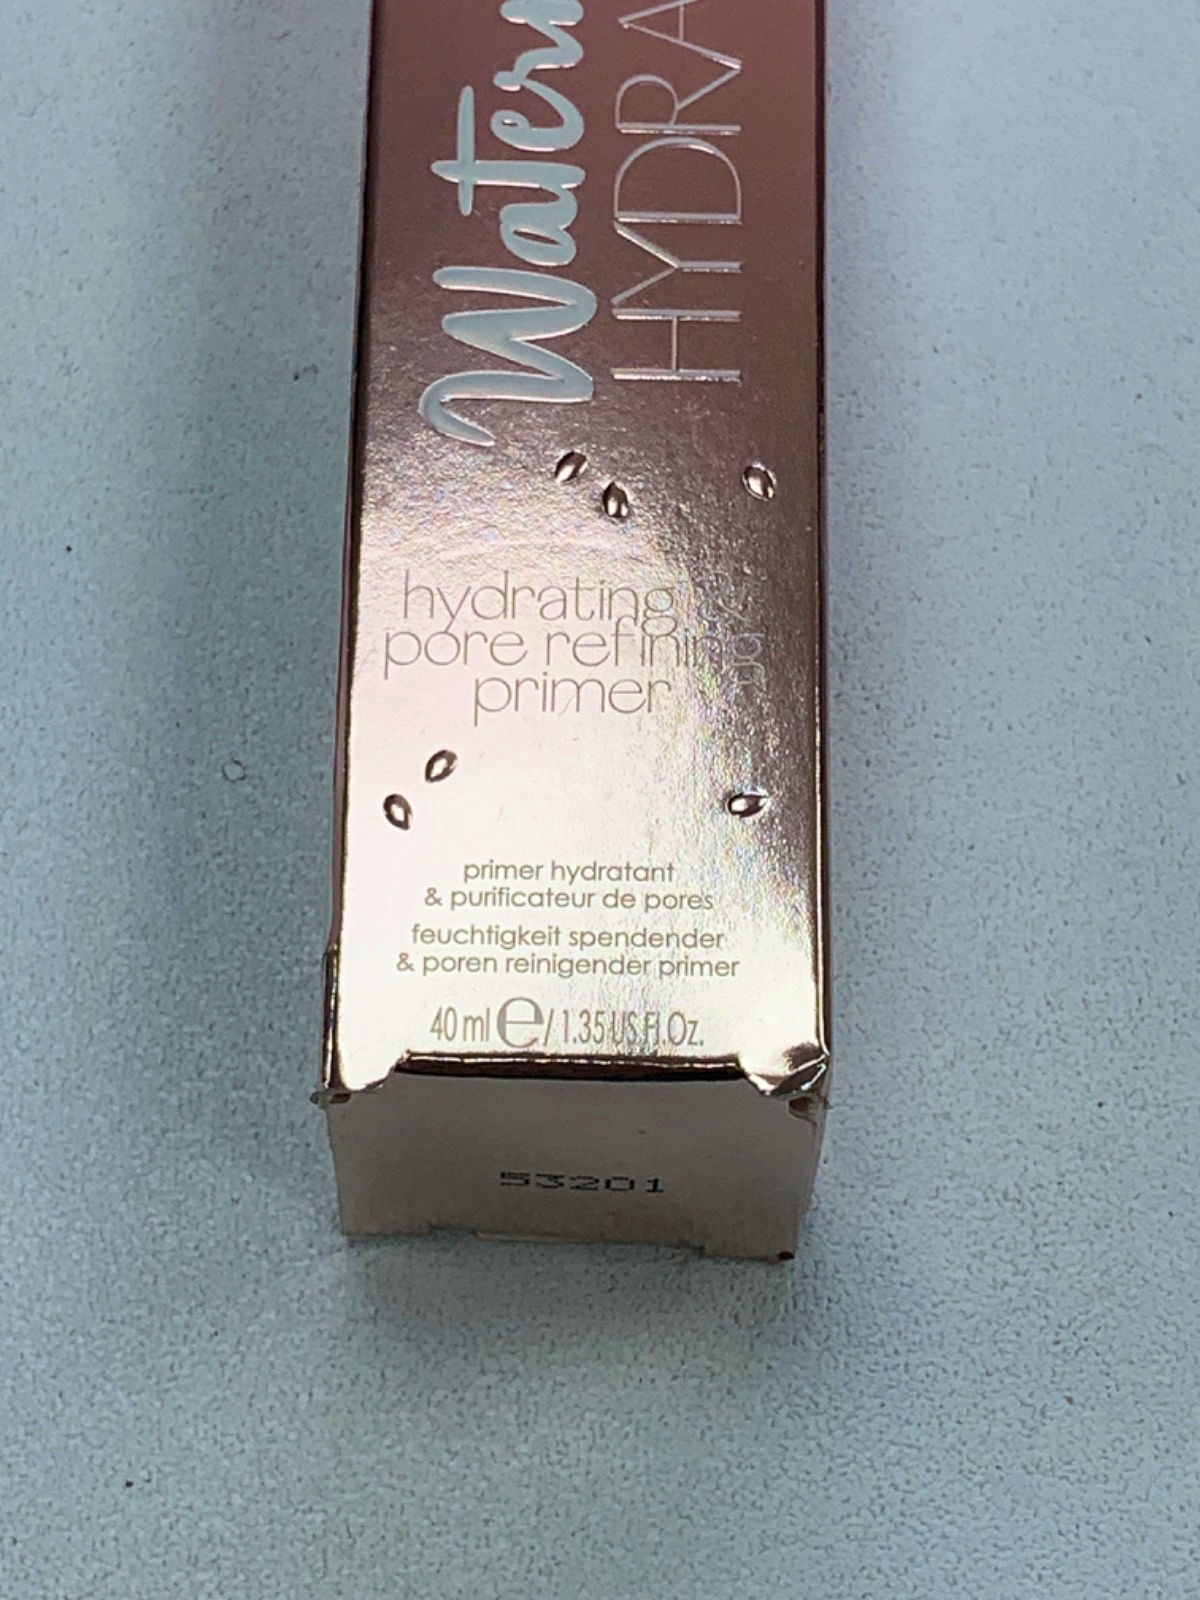 HYDRA
hydrating
pore refining
primer
primer hydratant
& purificateur de pores
feuchtigkeit spendender
& poren reinigender primer
40 ml e / 1.35 US.Fl.Oz.
53201